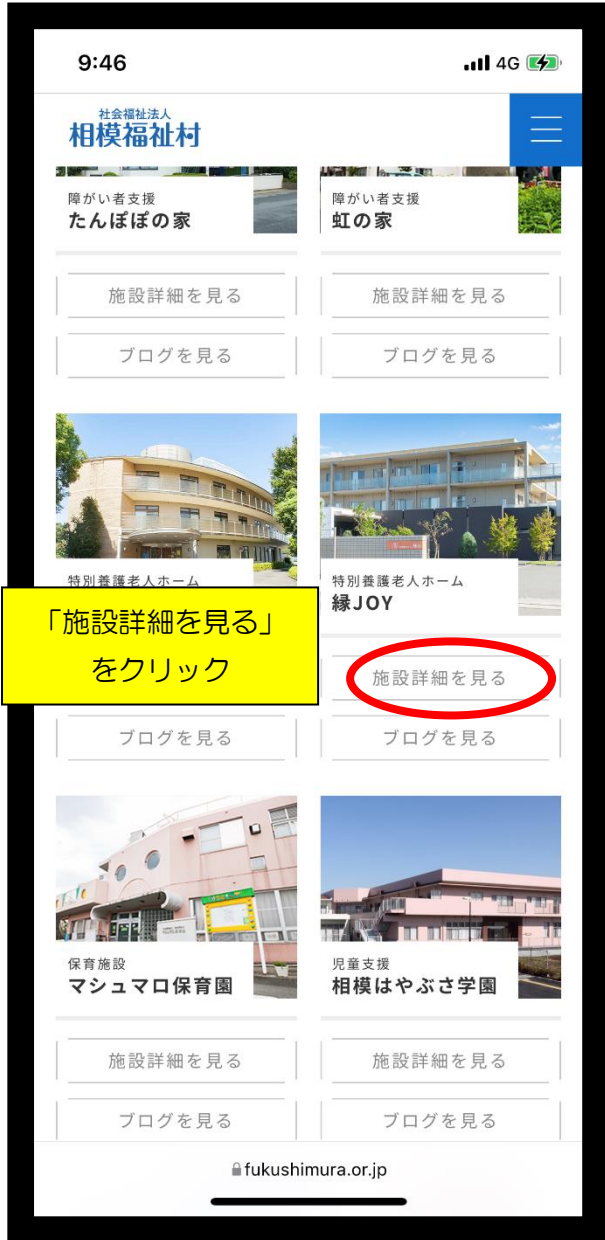 9:46
4G
社会福祉法人
相模福祉村
障がい者支援
たんぽぽの家
障がい者支援
虹の家
施設詳細を見る
施設詳細を見る
ブログを見る
ブログを見る
特別養護老人ホーム
特別養護老人ホーム
縁JOY
「施設詳細を見る」
をクリック
施設詳細を見る
ブログを見る
ブログを見る
保育施設
マシュマロ保育園
児童支援
相模はやぶさ学園
施設詳細を見る
施設詳細を見る
ブログを見る
ブログを見る
fukushimura.or.jp